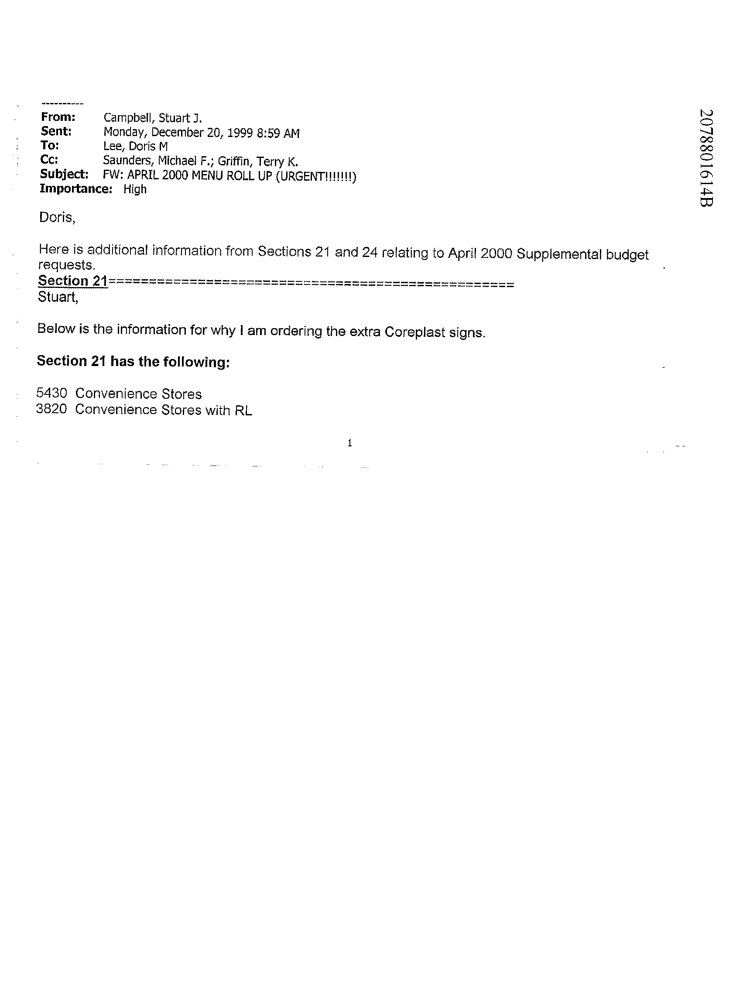 ----------
From: Campbell, Stuart J.
Sent: Monday, December 20, 1999 8:59 AM
To: Lee, Doris M
Cc: Saunders, Michael F.; Griffin, Terry K.
Subject: FW: APRIL 2000 MENU ROLL UP (URGENT!!!!!!!)
Importance: High
Doris,
Here is additional information from Sections 21 and 24 relating to April 2000 Supplemental budget
requests.
Section 21==================================================
Stuart,
Below is the information for why I am ordering the extra Coreplast signs.
Section 21 has the following:
5430 Convenience Stores
3820 Convenience Stores with RL
1
2078801614B